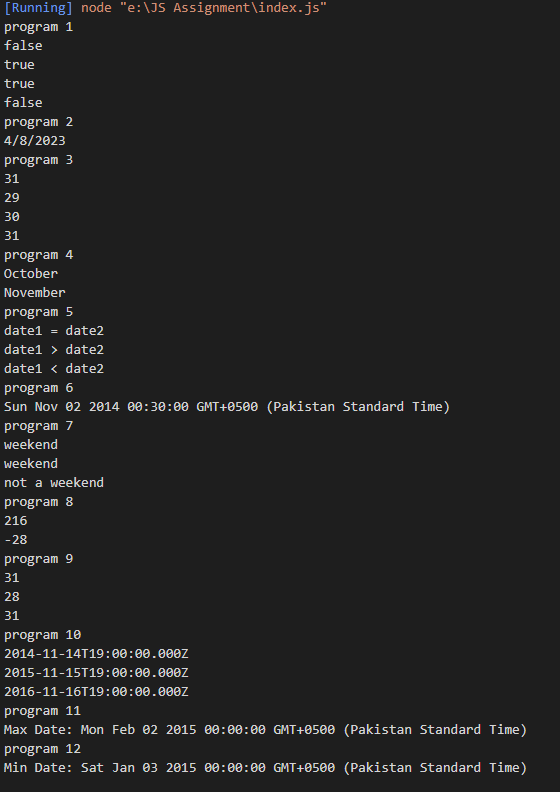 [Running] node "e:\JS Assignment\index.js"
program 1
false
true
true
false
program 2
4/8/2023
program 3
31
29
30
31
program 4
October
November
program 5
date1 = date2
date1 > date2
date1 < date2
program 6
Sun Nov 02 2014 00:30:00 GMT+0500 (Pakistan Standard Time)
program 7
weekend
weekend
not a weekend
program 8
216
-28
program 9
31
28
31
program 10
2014-11-14T19:00:00.000Z
2015-11-15T19:00:00.000Z
2016-11-16T19:00:00.000Z
program 11
Max Date: Mon Feb 02 2015 00:00:00 GMT+0500 (Pakistan Standard Time)
program 12
Min Date: Sat Jan 03 2015 00:00:00 GMT+0500 (Pakistan Standard Time)